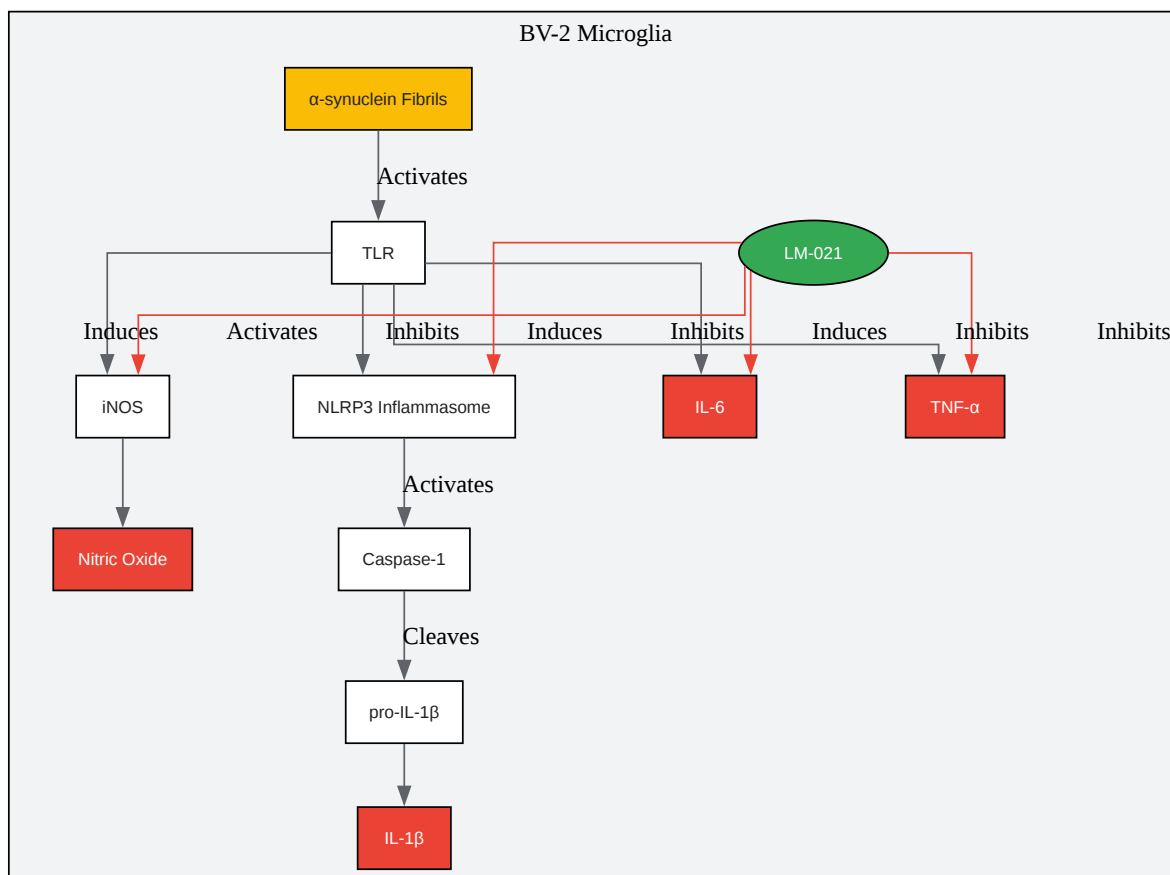 BV-2 Microglia
α-synuclein Fibrils
Activates
TLR
LM-021
Induces
Activates
Inhibits
Induces
Inhibits
Induces
Inhibits
Inhibits
iNOS
NLRP3 Inflammasome
IL-6
TNF-α
Activates
Nitric Oxide
Caspase-1
Cleaves
pro-IL-1β
IL-1β